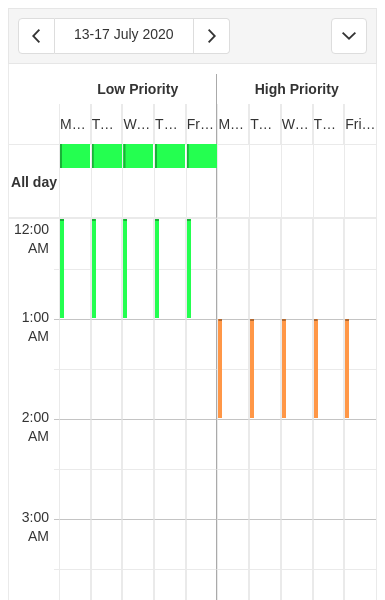 13-17 July 2020
Low Priority High Priority
M... T... W... T... Fr... M... T... W... T... Fri...
All day
12:00
AM
1:00
AM
2:00
AM
3:00
AM